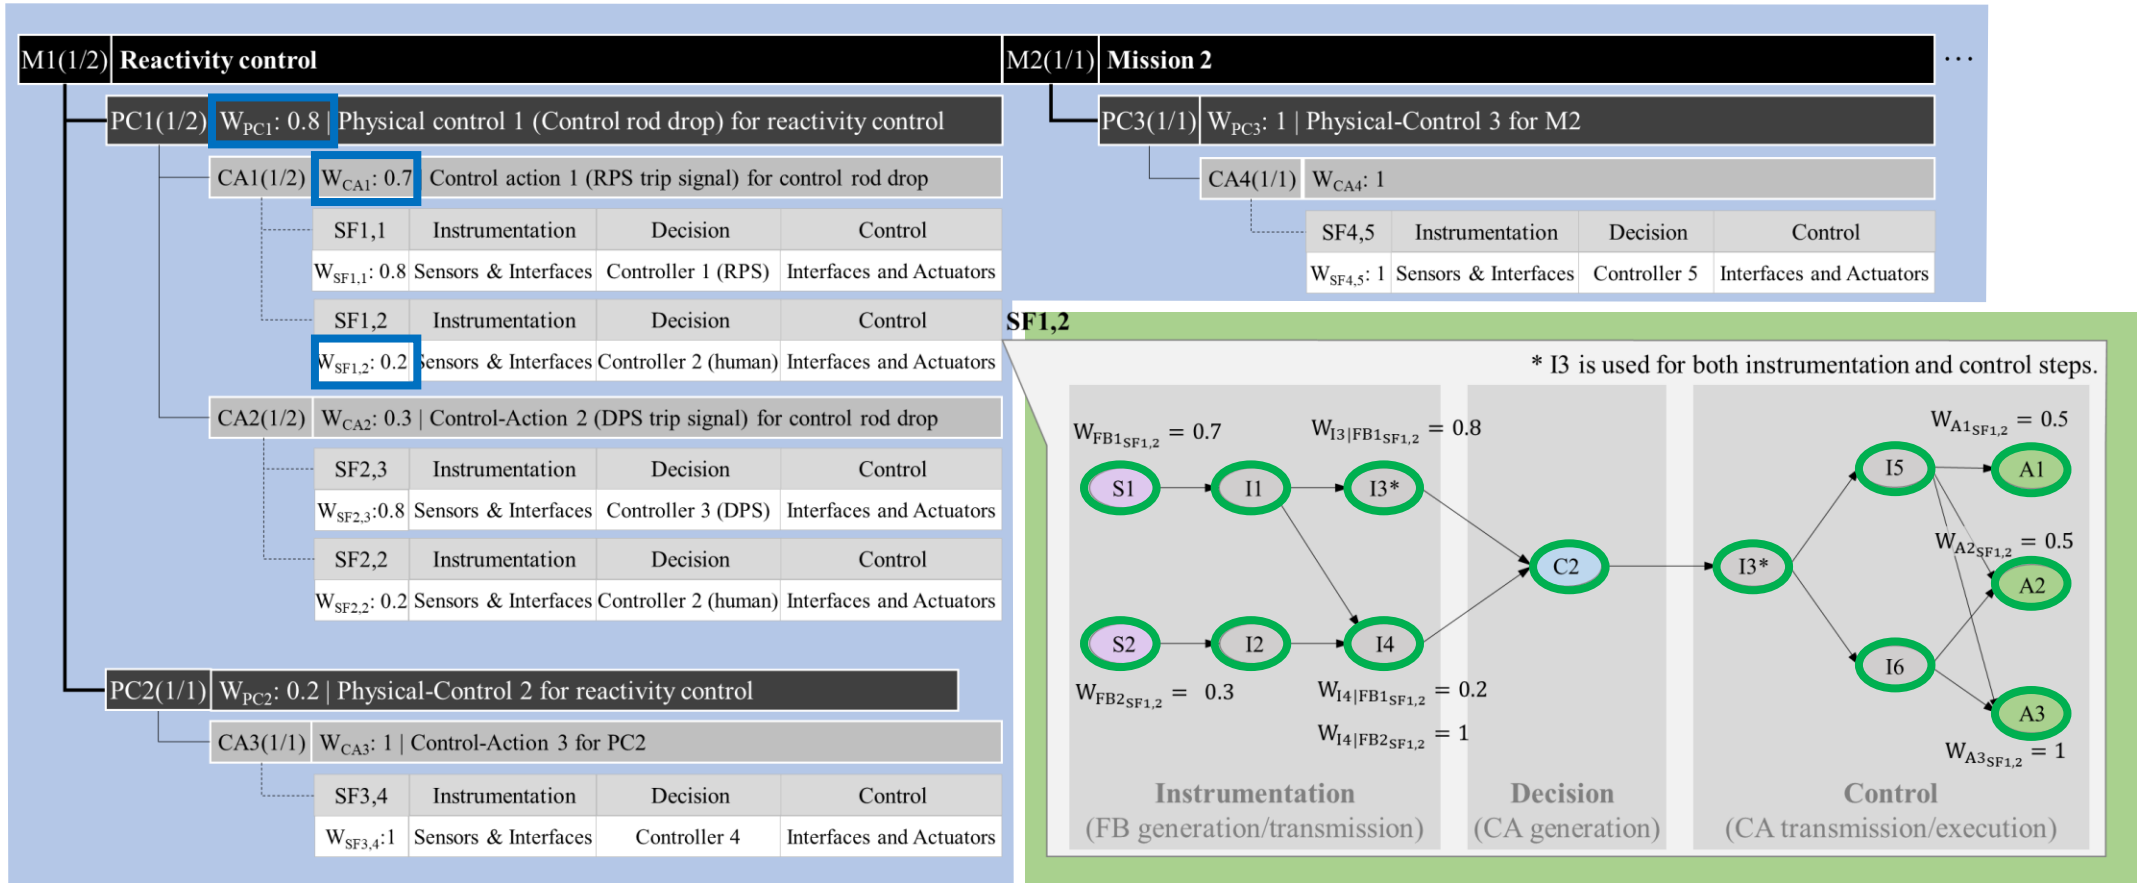 M1(1/2) Reactivity control
M2(1/1) Mission 2 ...
PC1(1/2) W_PC1: 0.8 | Physical control 1 (Control rod drop) for reactivity control
PC3(1/1) W_PC3: 1 | Physical-Control 3 for M2
CA1(1/2) W_CA1: 0.7 | Control action 1 (RPS trip signal) for control rod drop
CA4(1/1) W_CA4: 1
SF1,1 Instrumentation Decision Control
W_SF1,1: 0.8 Sensors & Interfaces Controller 1 (RPS) Interfaces and Actuators
SF4,5 Instrumentation Decision Control
W_SF4,5: 1 Sensors & Interfaces Controller 5 Interfaces and Actuators
SF1,2 Instrumentation Decision Control
W_SF1,2: 0.2 Sensors & Interfaces Controller 2 (human) Interfaces and Actuators
CA2(1/2) W_CA2: 0.3 | Control-Action 2 (DPS trip signal) for control rod drop
SF2,3 Instrumentation Decision Control
W_SF2,3:0.8 Sensors & Interfaces Controller 3 (DPS) Interfaces and Actuators
SF2,2 Instrumentation Decision Control
W_SF2,2: 0.2 Sensors & Interfaces Controller 2 (human) Interfaces and Actuators
PC2(1/1) W_PC2: 0.2 | Physical-Control 2 for reactivity control
CA3(1/1) W_CA3: 1 | Control-Action 3 for PC2
SF3,4 Instrumentation Decision Control
W_SF3,4:1 Sensors & Interfaces Controller 4 Interfaces and Actuators
SF1,2
* I3 is used for both instrumentation and control steps.
W_FB1_SF1,2 = 0.7
W_I3|FB1_SF1,2 = 0.8
W_A1_SF1,2 = 0.5
S1 I1 I3* I5 A1
W_A2_SF1,2 = 0.5
C2 I3* A2
S2 I2 I4 I6
W_FB2_SF1,2 = 0.3
W_I4|FB1_SF1,2 = 0.2
A3
W_I4|FB2_SF1,2 = 1
W_A3_SF1,2 = 1
Instrumentation Decision Control
(FB generation/transmission) (CA generation) (CA transmission/execution)